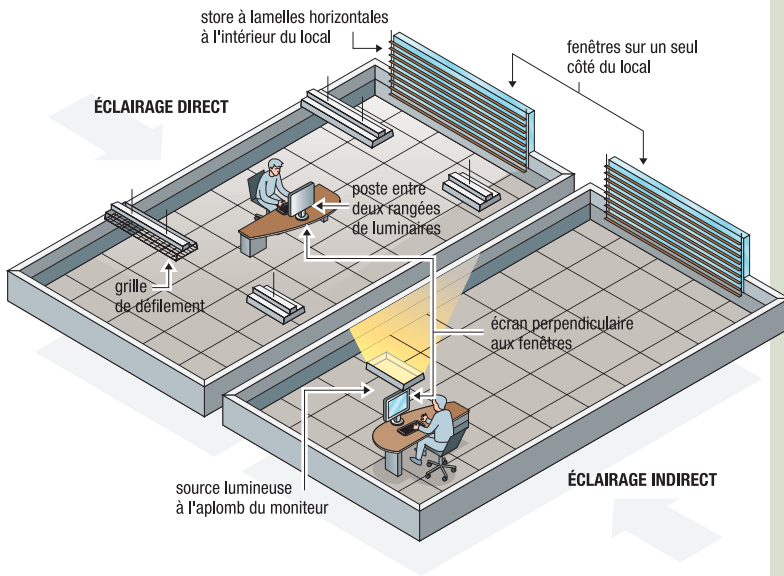 store à lamelles horizontales
à l'intérieur du local
fenêtres sur un seul
côté du local
ÉCLAIRAGE DIRECT
poste entre
deux rangées
de luminaires
grille
de défilement
écran perpendiculaire
aux fenêtres
source lumineuse
à l'aplomb du moniteur
ÉCLAIRAGE INDIRECT